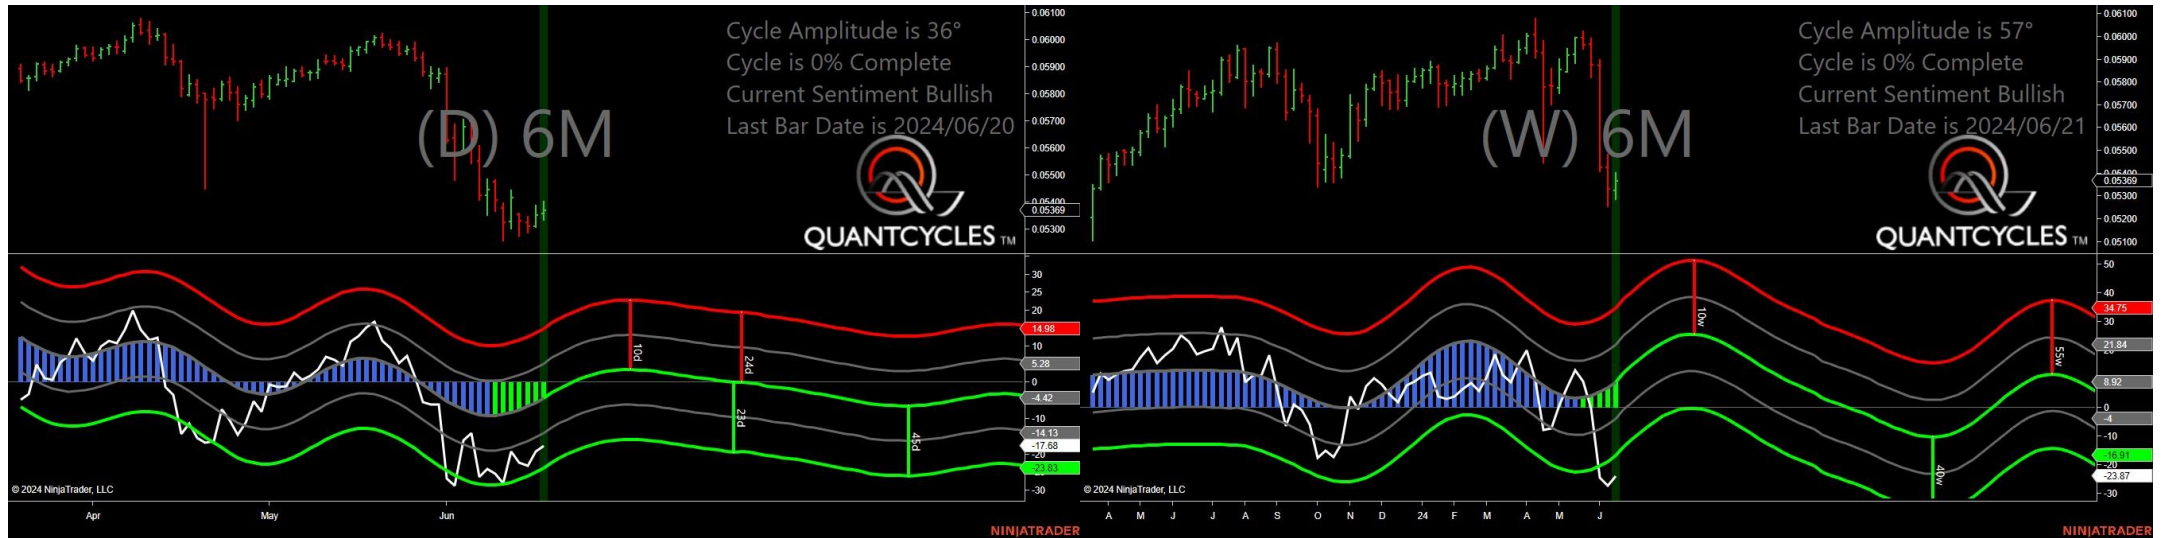 Cycle Amplitude is 36°
Cycle is 0% Complete
Current Sentiment Bullish
Last Bar Date is 2024/06/20
(D) 6M
QUANTCYCLES TM
0.06100
0.06000
0.05900
0.05800
0.05700
0.05600
0.05500
0.05400
0.05369
0.05300
30
25
20
14.98
10
5.28
0
-4.42
-10
-14.13
-17.68
-20
-23.83
-30
10d
24d
23d
45d
© 2024 NinjaTrader, LLC
Apr
May
Jun
NINJATRADER
Cycle Amplitude is 57°
Cycle is 0% Complete
Current Sentiment Bullish
Last Bar Date is 2024/06/21
(W) 6M
QUANTCYCLES TM
0.06100
0.06000
0.05900
0.05800
0.05700
0.05600
0.05500
0.05400
0.05369
0.05300
0.05200
0.05100
50
40
34.75
30
21.84
20
8.92
0
-4
-10
-16.91
-20
-23.87
-30
10w
55w
40w
© 2024 NinjaTrader, LLC
A M J J A S O N D 24 F M A M J
NINJATRADER